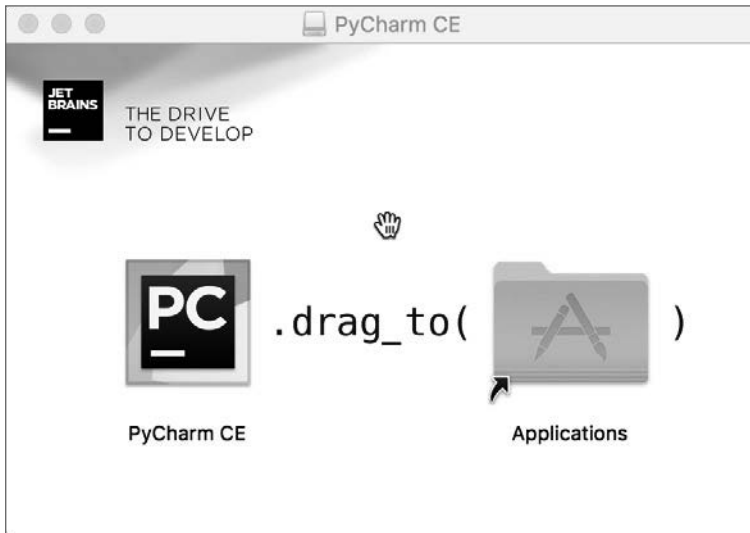 PyCharm CE
JET
BRAINS
THE DRIVE
TO DEVELOP
PC
.drag_to( )
PyCharm CE
Applications